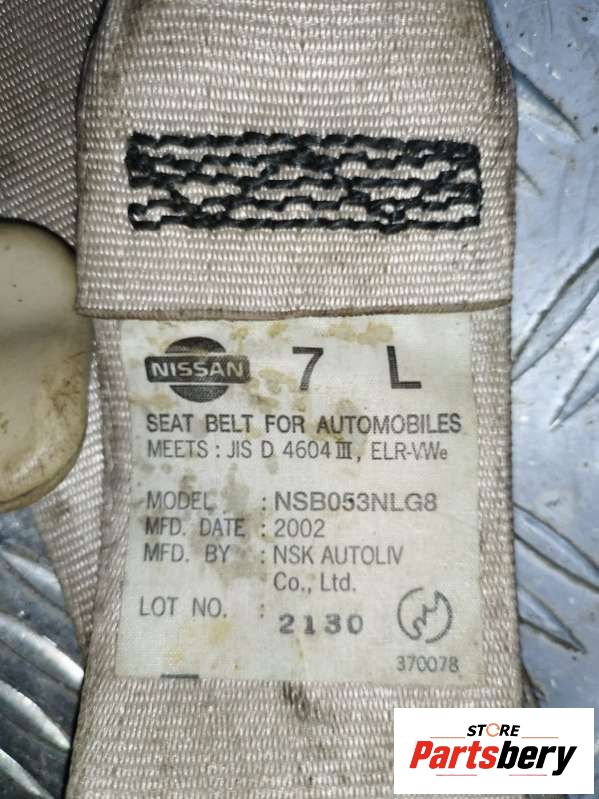 NISSAN 7 L
SEAT BELT FOR AUTOMOBILES
MEETS : JIS D 4604 III, ELR-VWe
MODEL : NSB053NLG8
MFD. DATE : 2002
MFD. BY : NSK AUTOLIV
Co., Ltd.
LOT NO. : 2130
370078
STORE
Partsbery